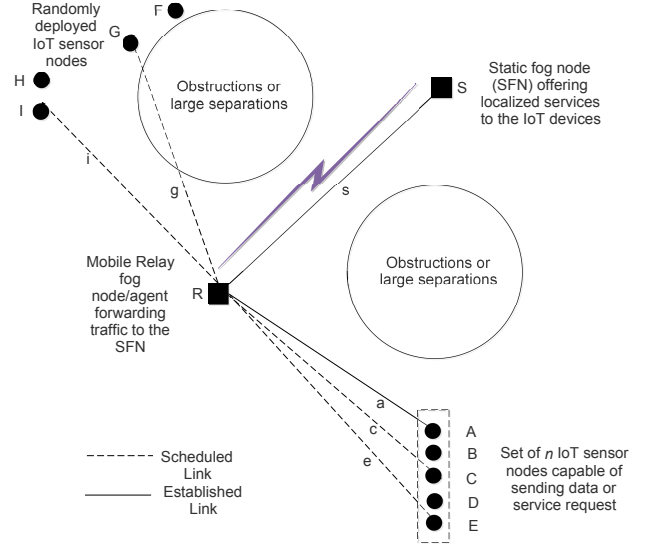 Randomly
deployed
IoT sensor
nodes
F
G
H
I
Obstructions or
large separations
S
Static fog node
(SFN) offering
localized services
to the IoT devices
i
g
s
Mobile Relay
fog
node/agent
forwarding
traffic to the
SFN
R
Obstructions or
large separations
a
c
e
A
B
C
D
E
Set of n IoT sensor
nodes capable of
sending data or
service request
Scheduled
Link
Established
Link